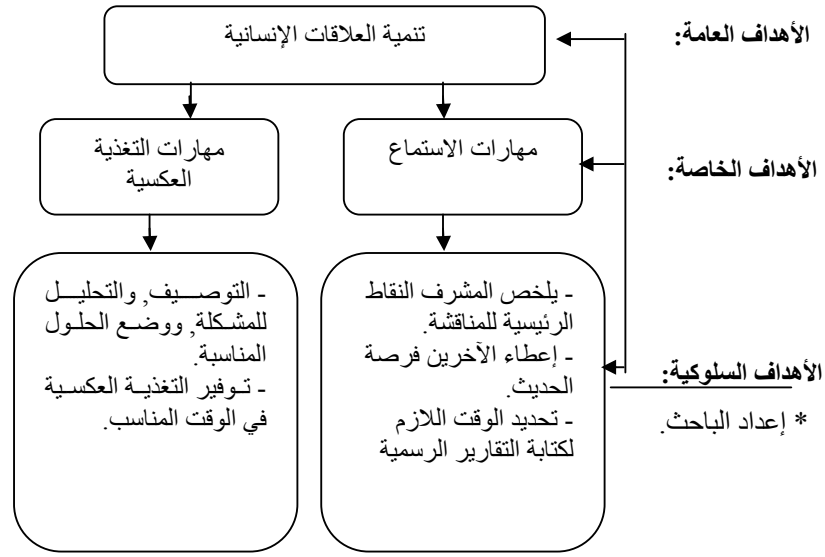 الأهداف العامة:
تنمية العلاقات الإنسانية
الأهداف الخاصة:
مهارات الاستماع
مهارات التغذية
العكسية
الأهداف السلوكية:
* إعداد الباحث.
- يلخص المشرف النقاط
الرئيسية للمناقشة.
- إعطاء الآخرين فرصة
الحديث.
- تحديد الوقت اللازم
لكتابة التقارير الرسمية
- التوصيف, والتحليل
للمشكلة, ووضع الحلول
المناسبة.
- توفير التغذية العكسية
في الوقت المناسب.